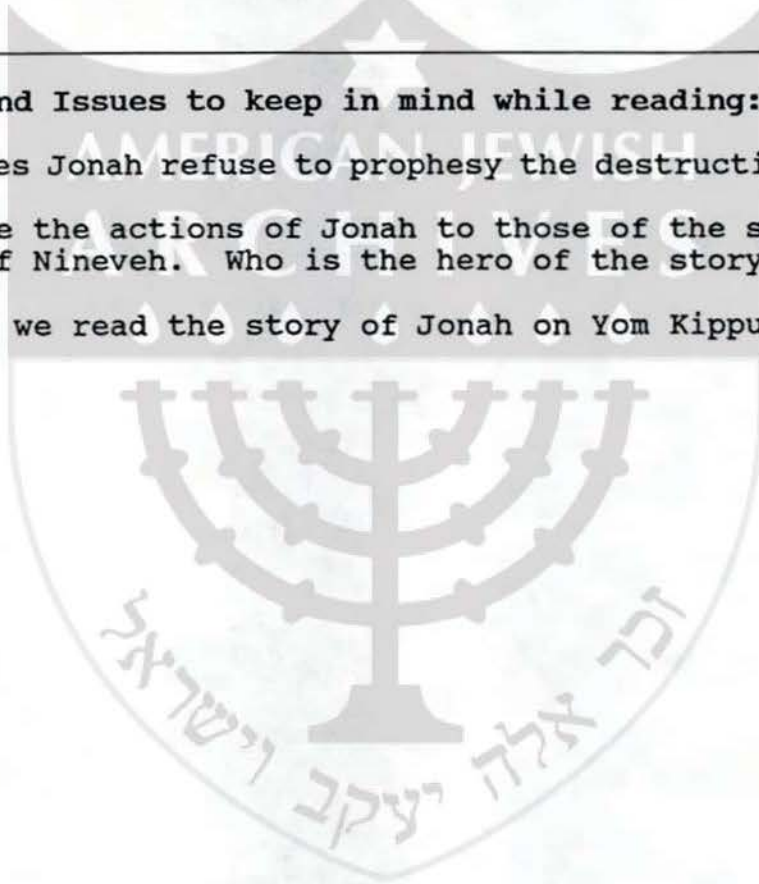 nd Issues to keep in mind while reading:
es Jonah refuse to prophesy the destructi
e the actions of Jonah to those of the s
f Nineveh. Who is the hero of the story
we read the story of Jonah on Yom Kippu
AMERICAN JEWISH
ARCHIVES
זכר אלה יעקב וישראל